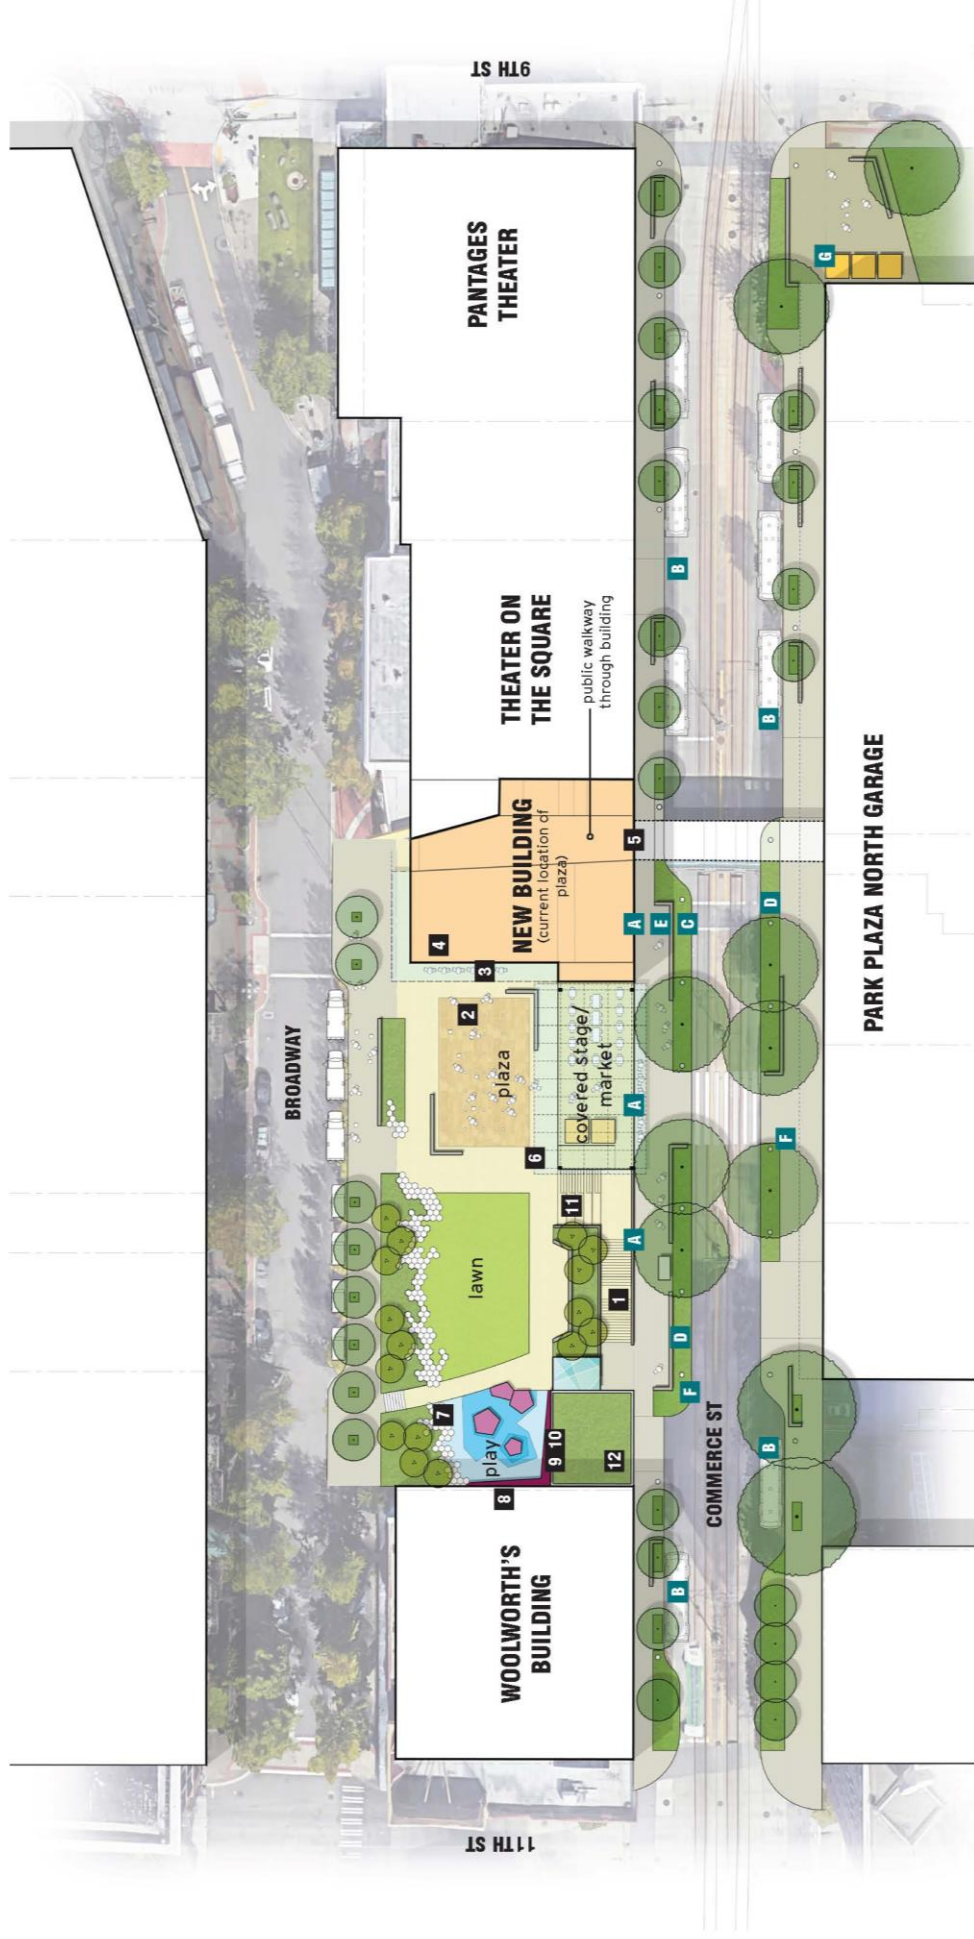 9TH ST
PANTAGES
THEATER
THEATER ON
THE SQUARE
public walkway
through building
NEW BUILDING
(current location of
plaza)
BROADWAY
plaza
covered stage/
market
lawn
play
WOOLWORTH'S
BUILDING
COMMERCE ST
PARK PLAZA NORTH GARAGE
11TH ST
G
B
B
5
4
3
2
A
E
C
D
A
6
F
11
A
1
D
F
7
9
10
12
8
B
B